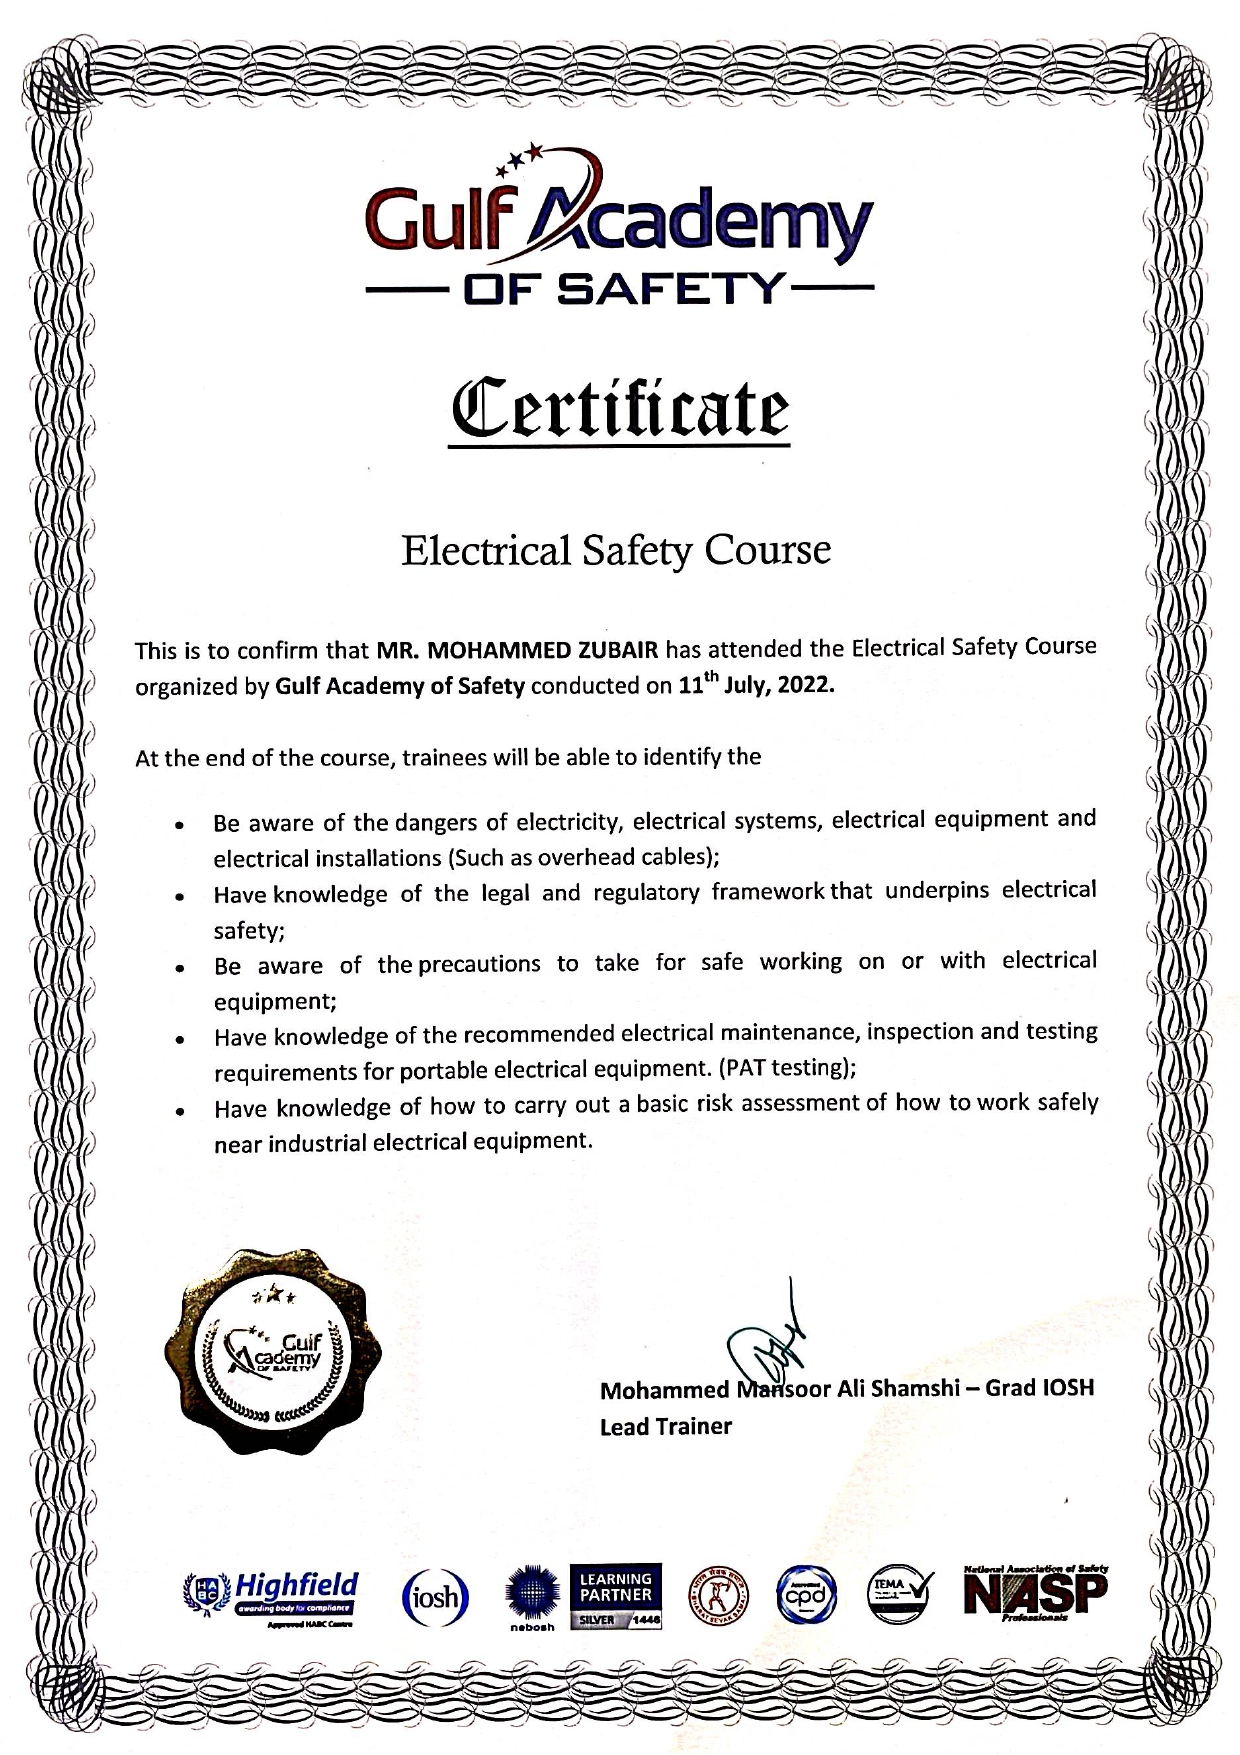 Gulf Academy
OF SAFETY
Certificate
Electrical Safety Course
This is to confirm that MR. MOHAMMED ZUBAIR has attended the Electrical Safety Course
organized by Gulf Academy of Safety conducted on 11th July, 2022.
At the end of the course, trainees will be able to identify the
• Be aware of the dangers of electricity, electrical systems, electrical equipment and
electrical installations (Such as overhead cables);
• Have knowledge of the legal and regulatory framework that underpins electrical
safety;
• Be aware of the precautions to take for safe working on or with electrical
equipment;
• Have knowledge of the recommended electrical maintenance, inspection and testing
requirements for portable electrical equipment. (PAT testing);
• Have knowledge of how to carry out a basic risk assessment of how to work safely
near industrial electrical equipment.
Gulf
Academy
OF SAFETY
Mohammed Mansoor Ali Shamshi – Grad IOSH
Lead Trainer
HABC
Highfield
awarding body for compliance
Approved HABC Centre
iosh
nebosh
LEARNING
PARTNER
SILVER 1446
Approved
cpd
IEMA
National Association of Safety
NASP
Professionals